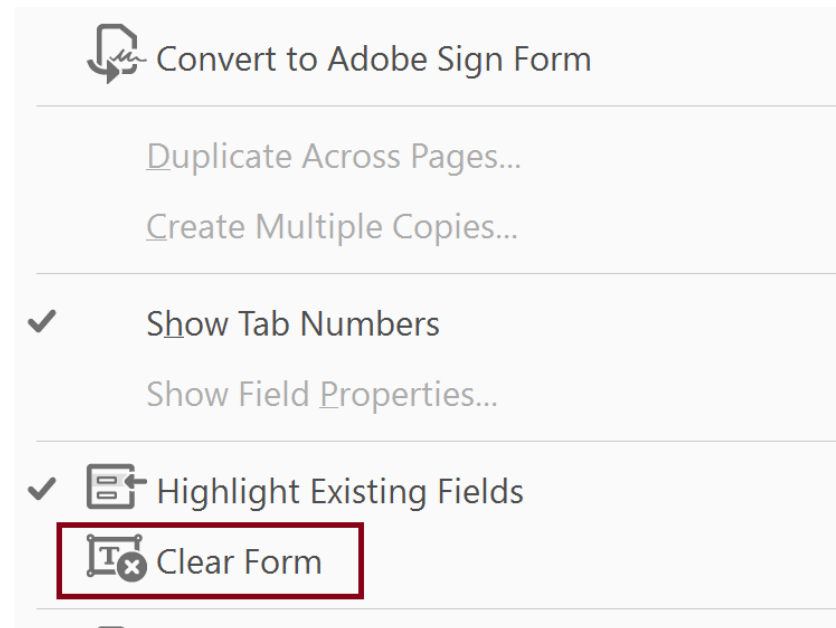 Convert to Adobe Sign Form
Duplicate Across Pages...
Create Multiple Copies...
Show Tab Numbers
Show Field Properties...
Highlight Existing Fields
Clear Form